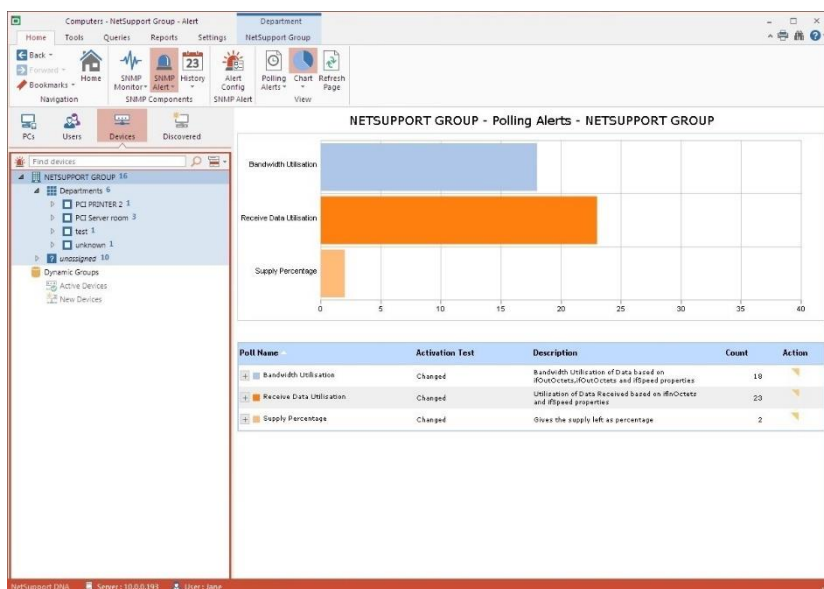 Computers - NetSupport Group - Alert
Department
Home Tools Queries Reports Settings NetSupport Group
Back
Forward
Bookmarks
Home
Navigation
SNMP Monitor
SNMP Alert
23
History
SNMP Components
Alert Config
SNMP Alert
Polling Alerts
Chart
Refresh Page
View
PCs Users Devices Discovered
Find devices
NETSUPPORT GROUP 16
Departments 6
PCI PRINTER 2 1
PCI Server room 3
test 1
unknown 1
unassigned 10
Dynamic Groups
Active Devices
New Devices
NETSUPPORT GROUP - Polling Alerts - NETSUPPORT GROUP
Bandwidth Utilisation
Receive Data Utilisation
Supply Percentage
0 5 10 15 20 25 30 35 40
Poll Name Activation Test Description Count Action
Bandwidth Utilisation Changed Bandwidth Utilisation of Data based on ifOutOctets,ifOutOctets and ifSpeed properties 18
Receive Data Utilisation Changed Utilisation of Data Received based on ifInOctets and ifSpeed properties 23
Supply Percentage Changed Gives the supply left as percentage 2
NetSupport DNA Server : 10.0.0.193 User : Jane